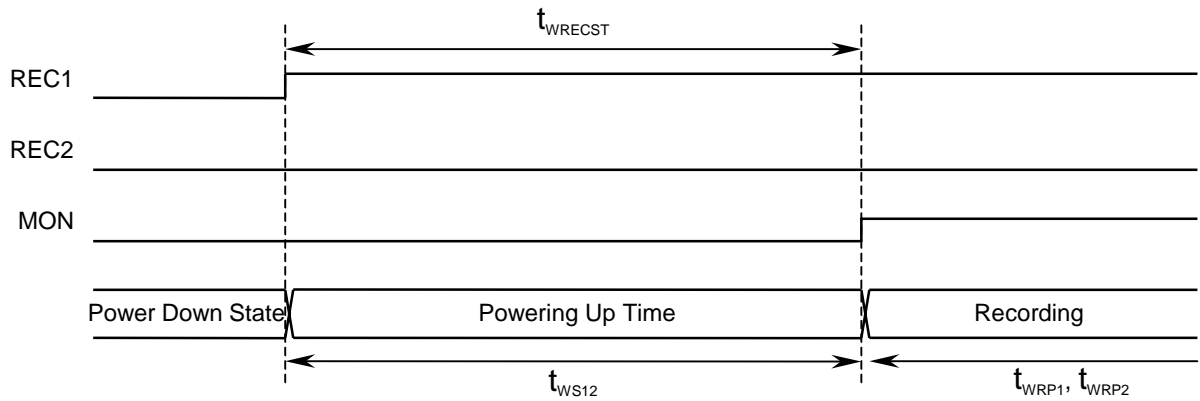 tWRECST
REC1
REC2
MON
Power Down State
Powering Up Time
Recording
tWS12
tWRP1, tWRP2